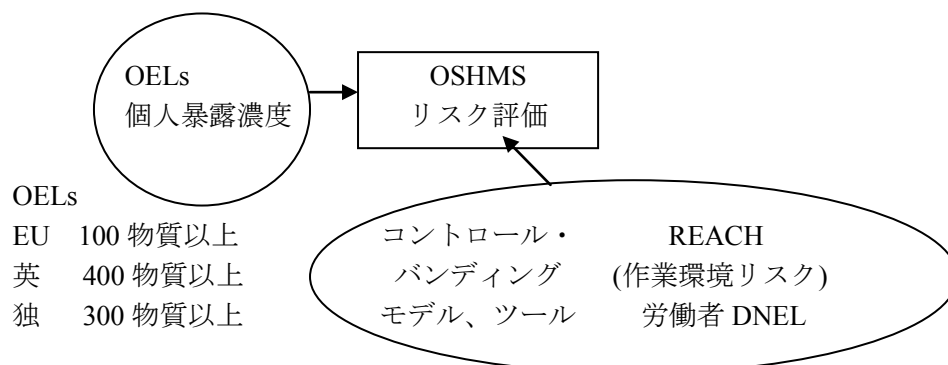 OELs
個人暴露濃度
OSHMS
リスク評価
OELs
EU 100 物質以上
英 400 物質以上
独 300 物質以上
コントロール・
バンディング
モデル、ツール
REACH
(作業環境リスク)
労働者 DNEL